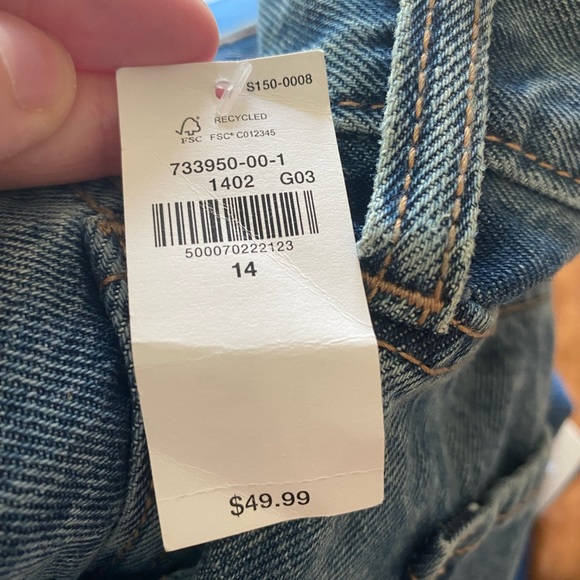 S150-0008
RECYCLED
FSC FSC® C012345
733950-00-1
1402 G03
500070222123
14
$49.99